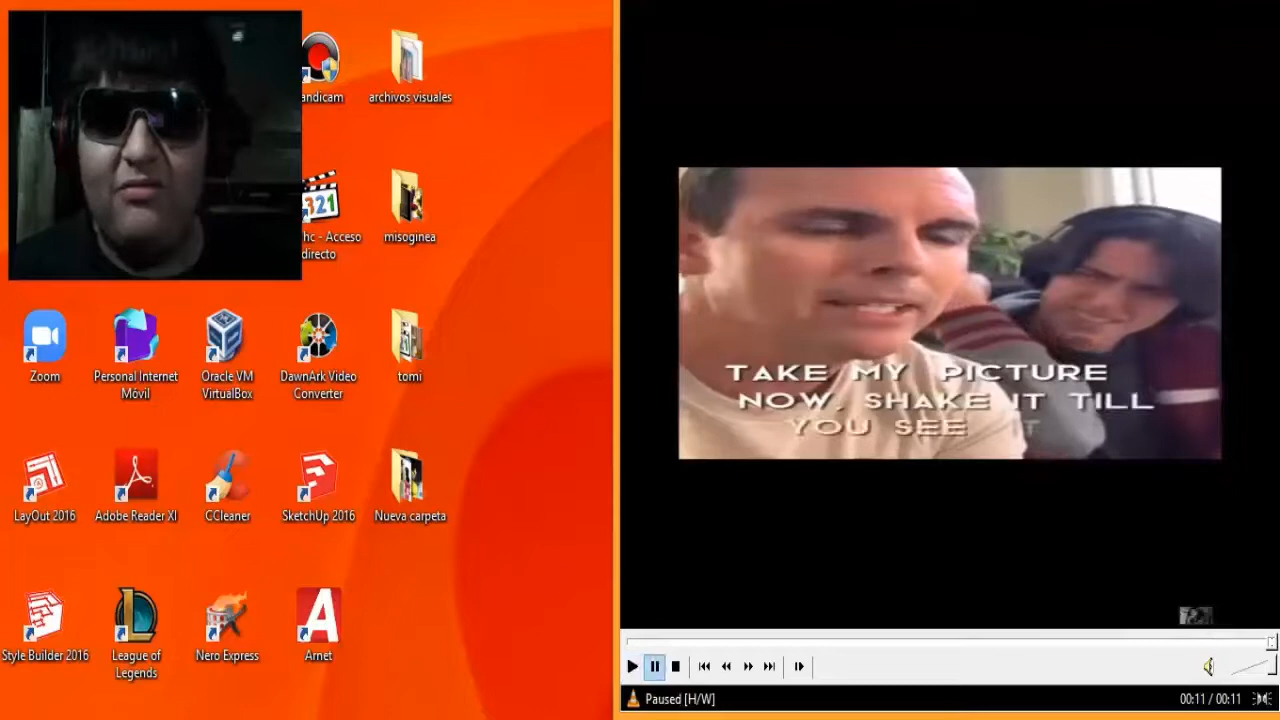 andicam
archivos visuales
321
hc - Acceso
directo
misoginea
Zoom
Personal Internet
Móvil
Oracle VM
VirtualBox
DawnArk Video
Converter
tomi
LayOut 2016
Adobe Reader XI
CCleaner
SketchUp 2016
Nueva carpeta
Style Builder 2016
League of
Legends
Nero Express
Arnet
TAKE MY PICTURE
NOW, SHAKE IT TILL
YOU SEE IT
Paused [H/W]
00:11 / 00:11